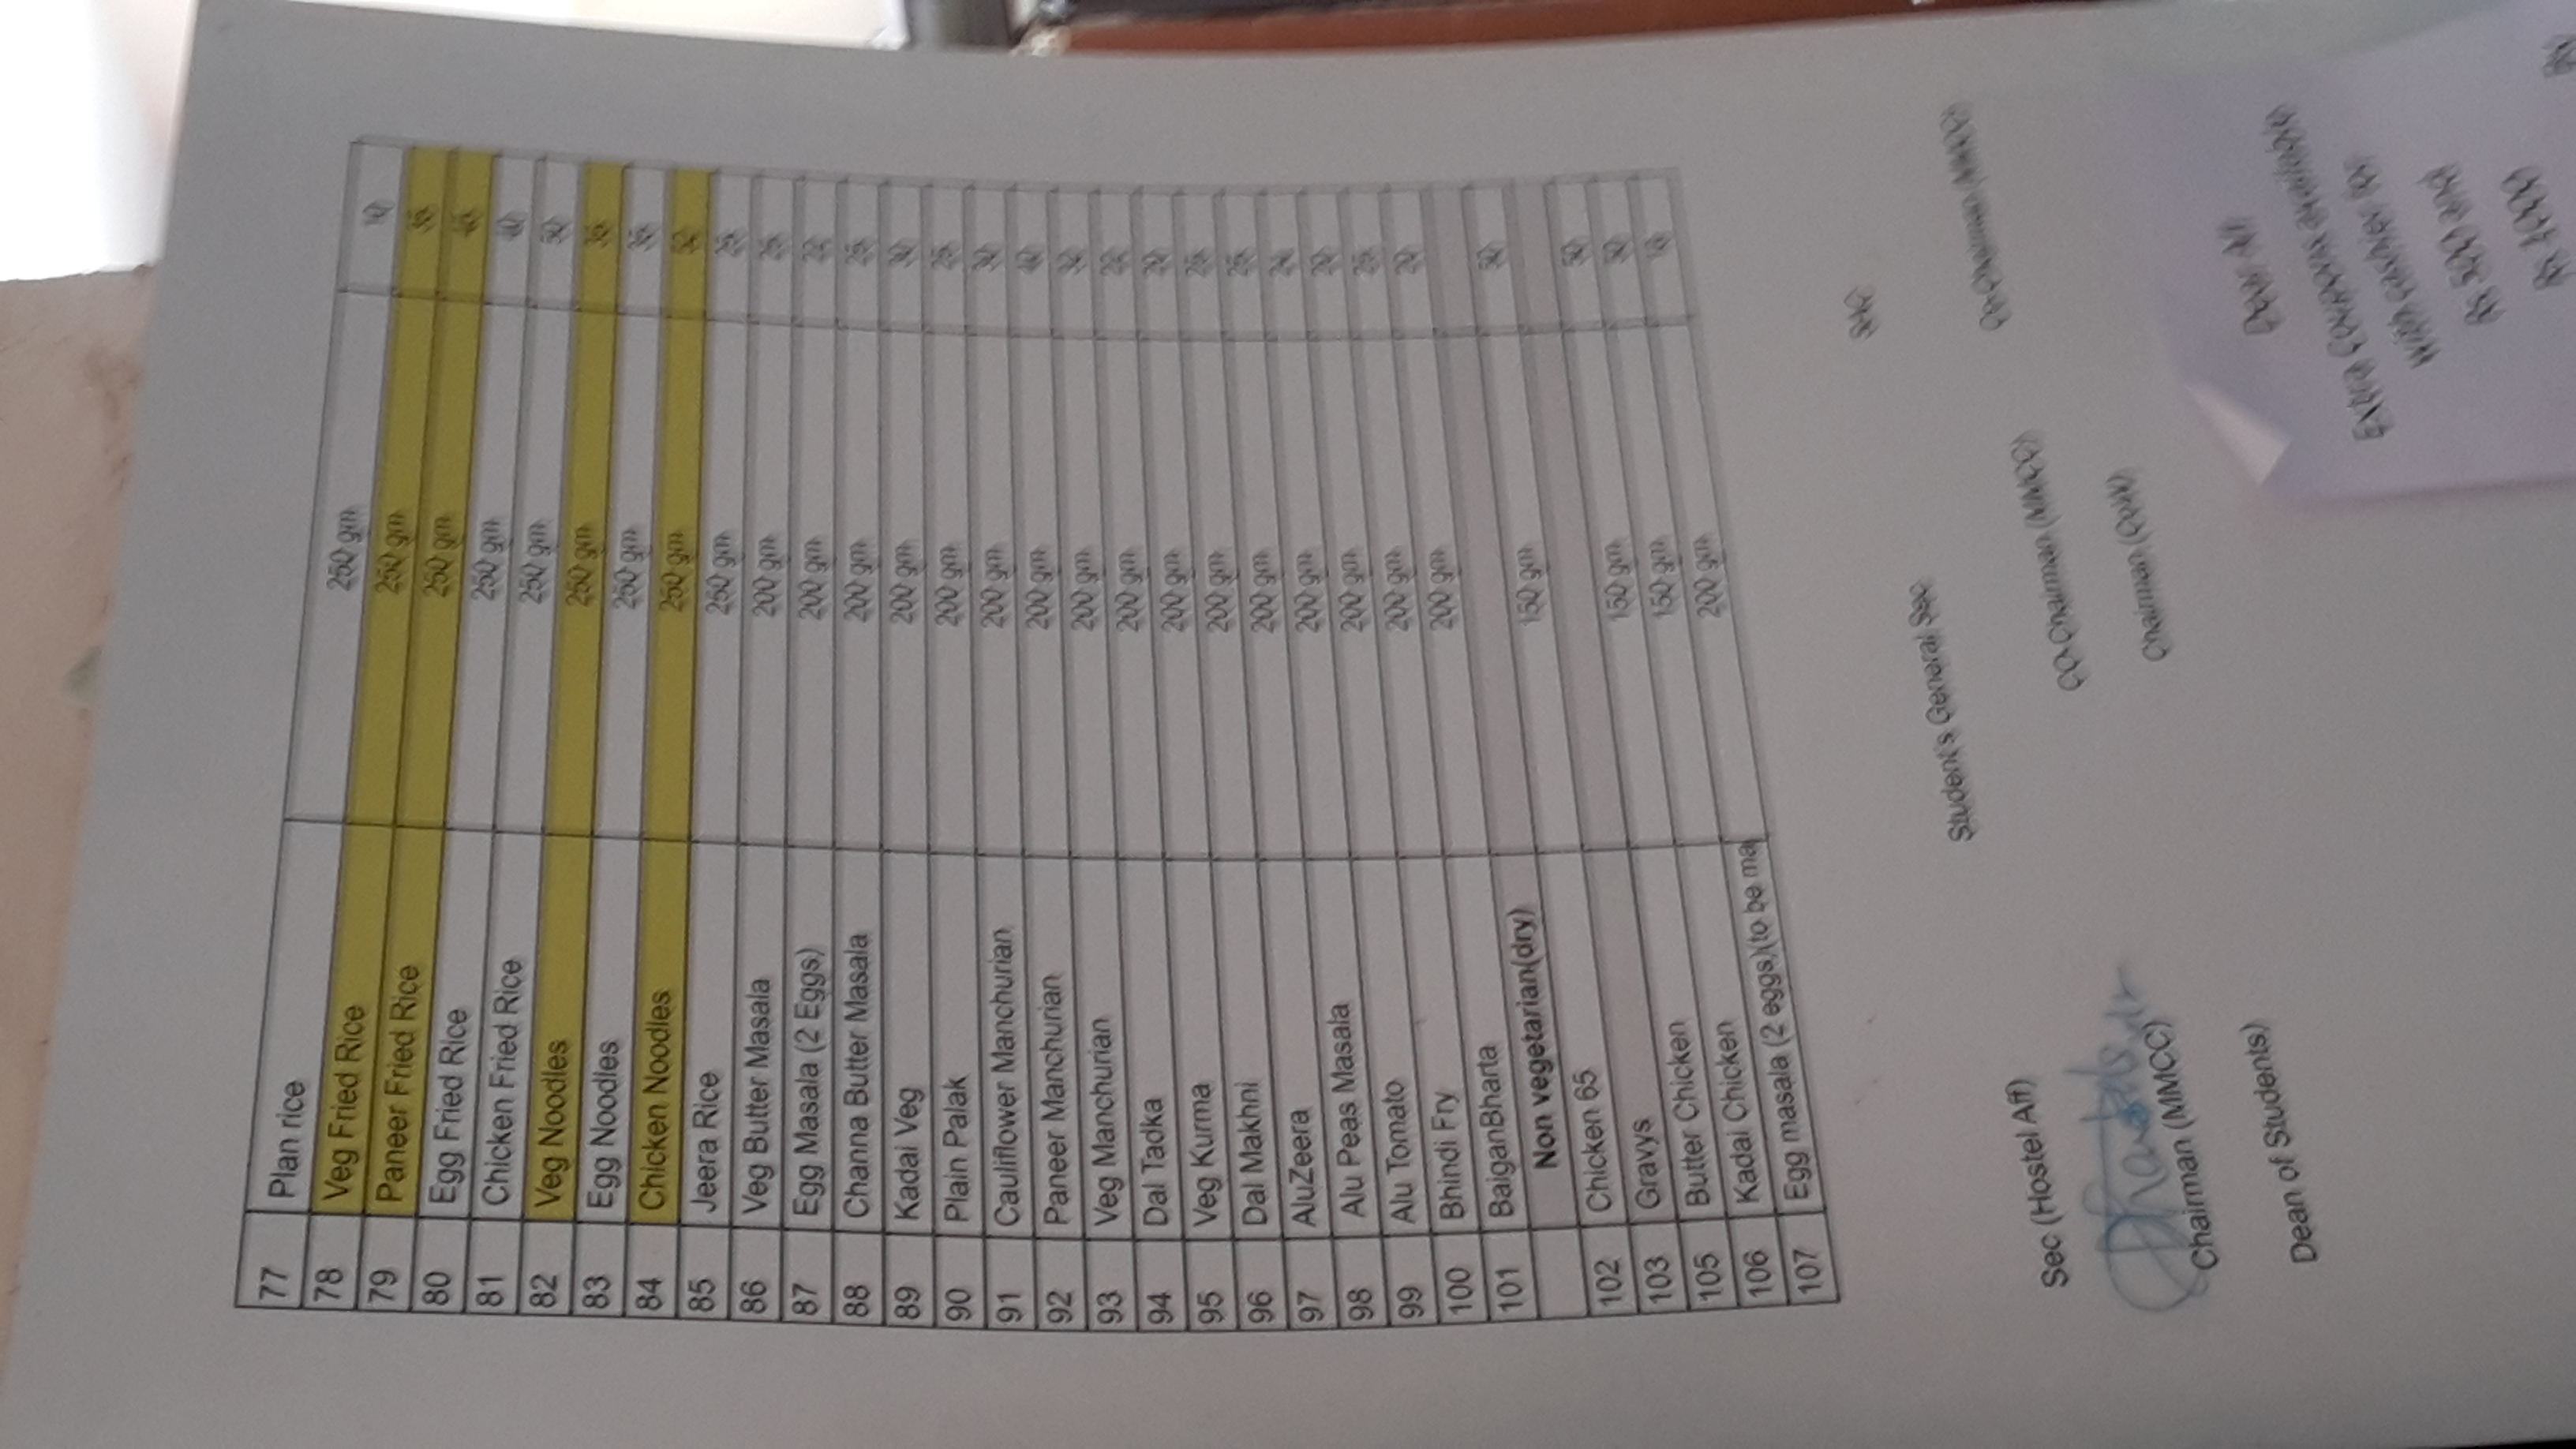 77 Plan rice 250 gm 10
78 Veg Fried Rice 250 gm 35
79 Paneer Fried Rice 250 gm 45
80 Egg Fried Rice 250 gm 40
81 Chicken Fried Rice 250 gm 50
82 Veg Noodles 250 gm 35
83 Egg Noodles 250 gm 35
84 Chicken Noodles 250 gm
85 Jeera Rice 250 gm 25
86 Veg Butter Masala 200 gm 25
87 Egg Masala (2 Eggs) 200 gm 22
88 Channa Butter Masala 200 gm 25
89 Kadai Veg 200 gm 30
90 Plain Palak 200 gm 25
91 Cauliflower Manchurian 200 gm 30
92 Paneer Manchurian 200 gm 40
93 Veg Manchurian 200 gm
94 Dal Tadka 200 gm
95 Veg Kurma 200 gm 20
96 Dal Makhni 200 gm 25
97 AluZeera 200 gm 25
98 Alu Peas Masala 200 gm
99 Alu Tomato 200 gm 20
100 Bhindi Fry 200 gm 25
101 BaiganBharta 200 gm 20
Non vegetarian(dry)
102 Chicken 65 150 gm 50
103 Gravys
105 Butter Chicken 150 gm 50
106 Kadai Chicken 150 gm 50
107 Egg masala (2 eggs)(to be ma 200 gm
Sec (Hostel Aff) Student's General Sec SAC
Chairman (MMCC) CO-Chairman (MMCC) Co-Chairman (MMCC)
Dean of Students) Chairman (CoW)
Dear All
Extra Coupons available
with cashier for
Rs 500 and
Rs 1000